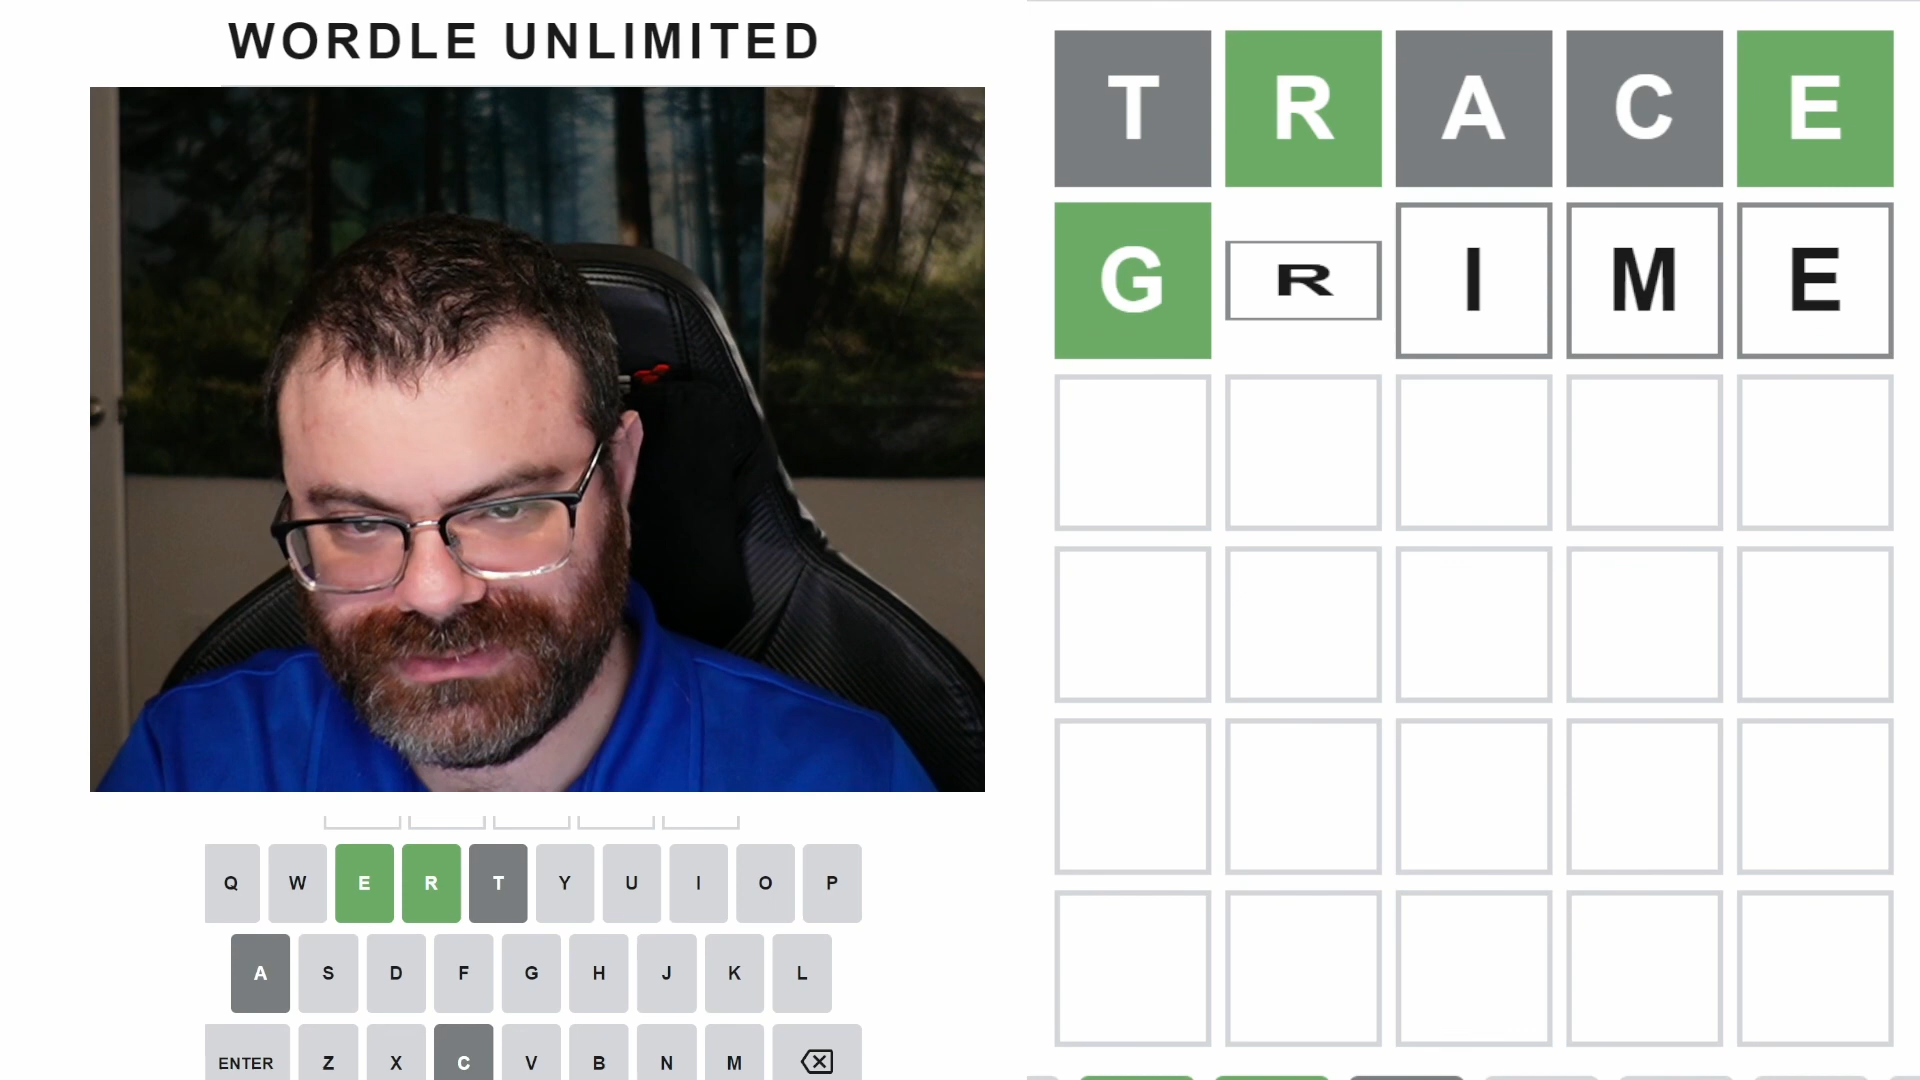 WORDLE UNLIMITED
T R A C E
G R I M E
Q W E R T Y U I O P
A S D F G H J K L
ENTER Z X C V B N M